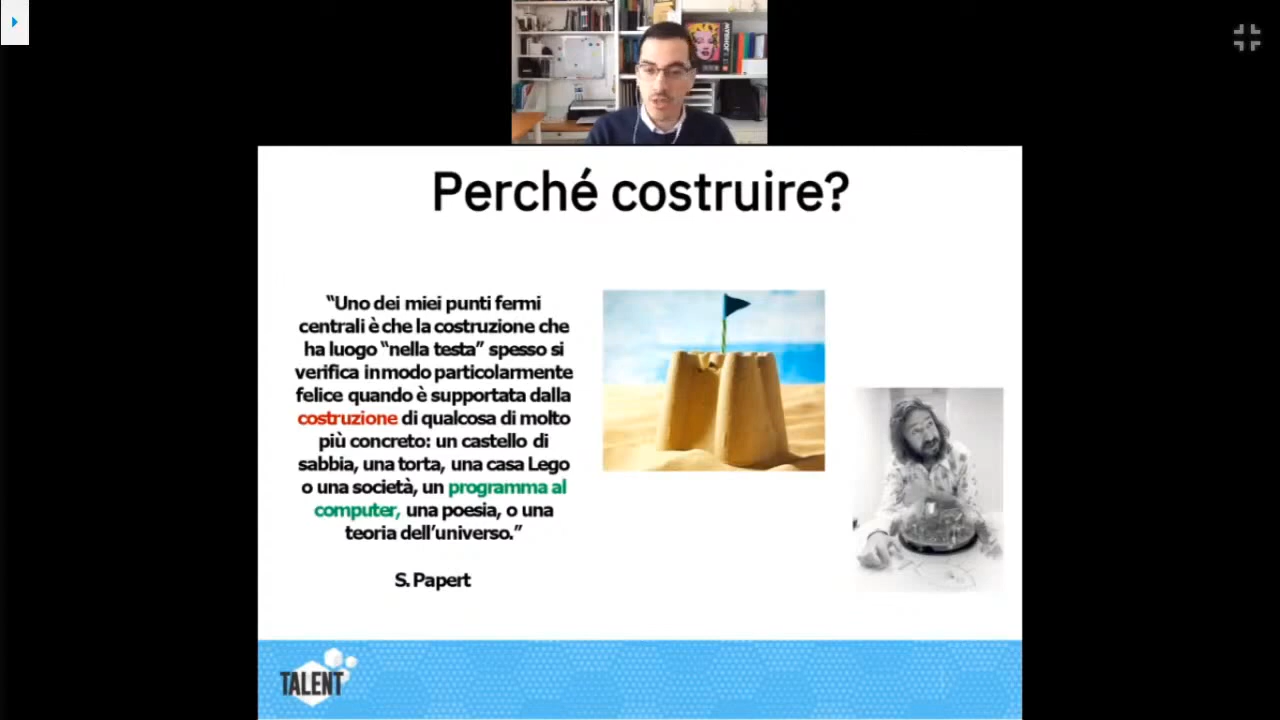 Perché costruire?
“Uno dei miei punti fermi
centrali è che la costruzione che
ha luogo “nella testa” spesso si
verifica inmodo particolarmente
felice quando è supportata dalla
costruzione di qualcosa di molto
più concreto: un castello di
sabbia, una torta, una casa Lego
o una società, un programma al
computer, una poesia, o una
teoria dell’universo.”
S. Papert
TALENT